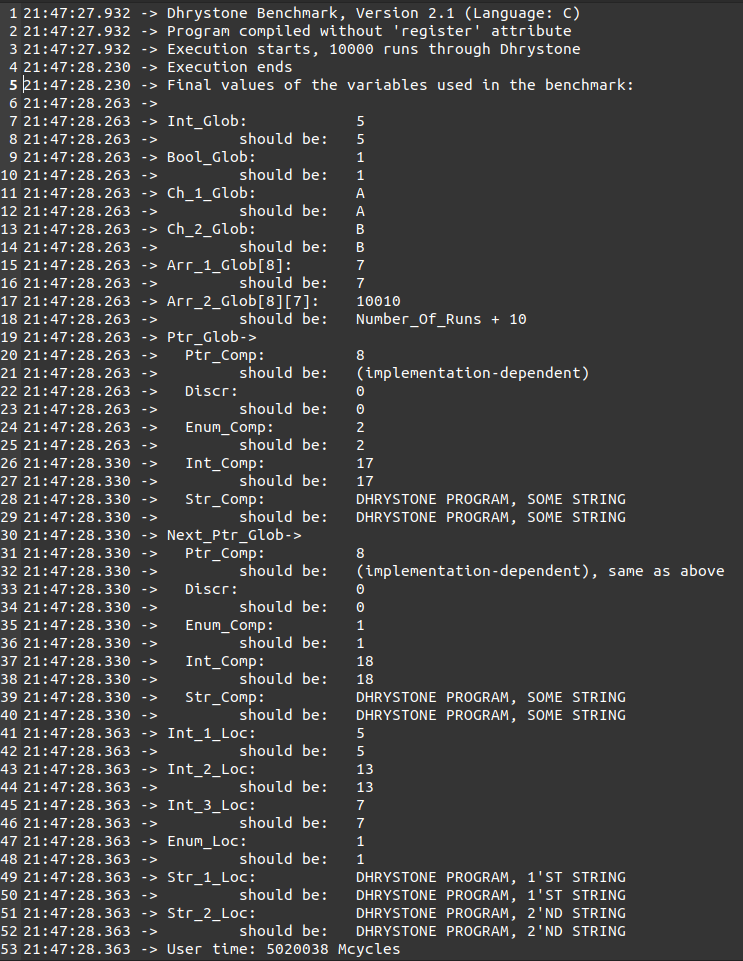 1 21:47:27.932 -> Dhrystone Benchmark, Version 2.1 (Language: C)
2 21:47:27.932 -> Program compiled without 'register' attribute
3 21:47:27.932 -> Execution starts, 10000 runs through Dhrystone
4 21:47:28.230 -> Execution ends
5 21:47:28.230 -> Final values of the variables used in the benchmark:
6 21:47:28.263 ->
7 21:47:28.263 -> Int_Glob:            5
8 21:47:28.263 ->         should be:   5
9 21:47:28.263 -> Bool_Glob:           1
10 21:47:28.263 ->         should be:   1
11 21:47:28.263 -> Ch_1_Glob:           A
12 21:47:28.263 ->         should be:   A
13 21:47:28.263 -> Ch_2_Glob:           B
14 21:47:28.263 ->         should be:   B
15 21:47:28.263 -> Arr_1_Glob[8]:       7
16 21:47:28.263 ->         should be:   7
17 21:47:28.263 -> Arr_2_Glob[8][7]:    10010
18 21:47:28.263 ->         should be:   Number_Of_Runs + 10
19 21:47:28.263 -> Ptr_Glob->
20 21:47:28.263 ->   Ptr_Comp:          8
21 21:47:28.263 ->         should be:   (implementation-dependent)
22 21:47:28.263 ->   Discr:             0
23 21:47:28.263 ->         should be:   0
24 21:47:28.263 ->   Enum_Comp:         2
25 21:47:28.263 ->         should be:   2
26 21:47:28.330 ->   Int_Comp:          17
27 21:47:28.330 ->         should be:   17
28 21:47:28.330 ->   Str_Comp:          DHRYSTONE PROGRAM, SOME STRING
29 21:47:28.330 ->         should be:   DHRYSTONE PROGRAM, SOME STRING
30 21:47:28.330 -> Next_Ptr_Glob->
31 21:47:28.330 ->   Ptr_Comp:          8
32 21:47:28.330 ->         should be:   (implementation-dependent), same as above
33 21:47:28.330 ->   Discr:             0
34 21:47:28.330 ->         should be:   0
35 21:47:28.330 ->   Enum_Comp:         1
36 21:47:28.330 ->         should be:   1
37 21:47:28.330 ->   Int_Comp:          18
38 21:47:28.330 ->         should be:   18
39 21:47:28.330 ->   Str_Comp:          DHRYSTONE PROGRAM, SOME STRING
40 21:47:28.330 ->         should be:   DHRYSTONE PROGRAM, SOME STRING
41 21:47:28.363 -> Int_1_Loc:           5
42 21:47:28.363 ->         should be:   5
43 21:47:28.363 -> Int_2_Loc:           13
44 21:47:28.363 ->         should be:   13
45 21:47:28.363 -> Int_3_Loc:           7
46 21:47:28.363 ->         should be:   7
47 21:47:28.363 -> Enum_Loc:            1
48 21:47:28.363 ->         should be:   1
49 21:47:28.363 -> Str_1_Loc:           DHRYSTONE PROGRAM, 1'ST STRING
50 21:47:28.363 ->         should be:   DHRYSTONE PROGRAM, 1'ST STRING
51 21:47:28.363 -> Str_2_Loc:           DHRYSTONE PROGRAM, 2'ND STRING
52 21:47:28.363 ->         should be:   DHRYSTONE PROGRAM, 2'ND STRING
53 21:47:28.363 -> User time: 5020038 Mcycles